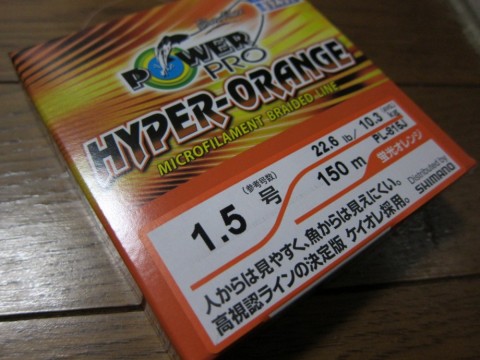 POWER
PRO
HYPER-ORANGE
MICROFILAMENT BRAIDED LINE
(参考号数)
1.5 号
22.6 lb / 10.3 kg
150 m
PL-815J
蛍光オレンジ
Distributed by
SHIMANO
人からは見やすく、魚からは見えにくい。
高視認ラインの決定版 ケイオレ採用。